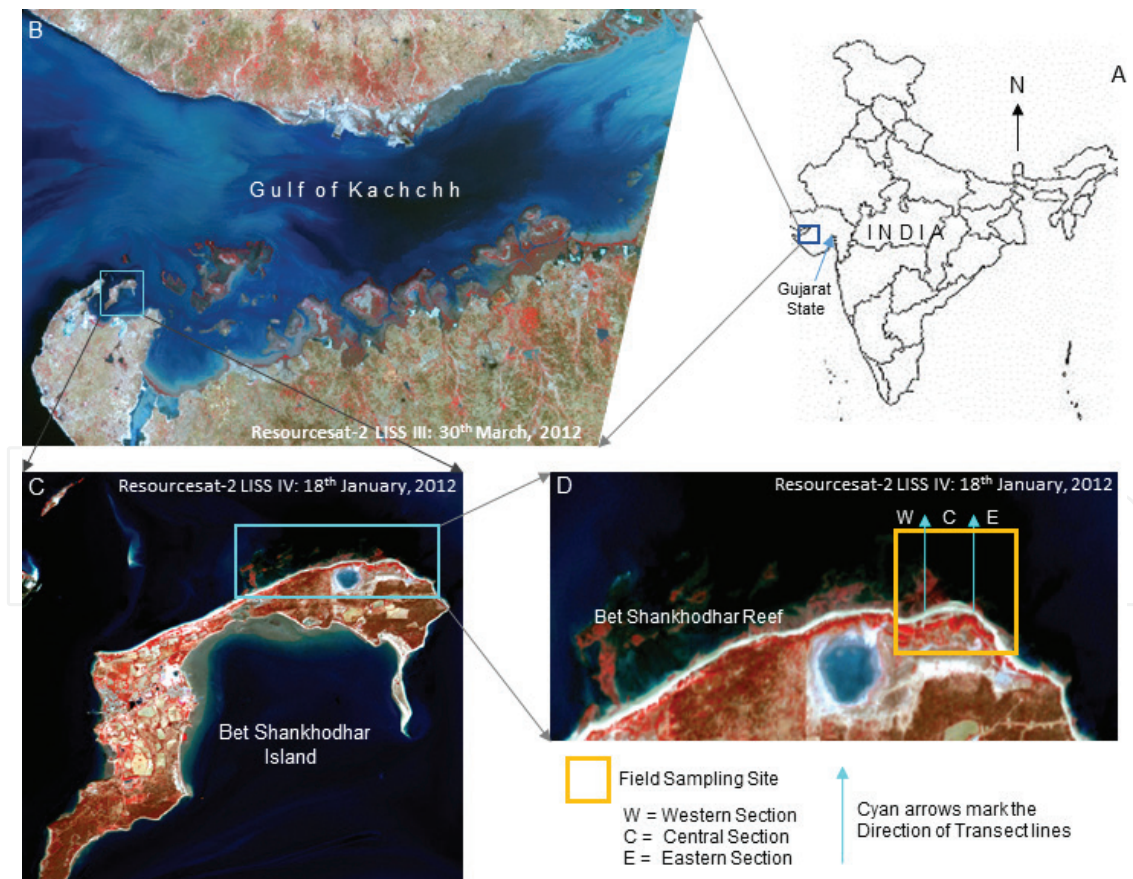 B
Gulf of Kachchh
Resourcesat-2 LISS III: 30th March, 2012
A
N
INDIA
Gujarat
State
C
Resourcesat-2 LISS IV: 18th January, 2012
Bet Shankhodhar
Island
D
Resourcesat-2 LISS IV: 18th January, 2012
W C E
Bet Shankhodhar Reef
Field Sampling Site
W = Western Section
C = Central Section
E = Eastern Section
Cyan arrows mark the
Direction of Transect lines